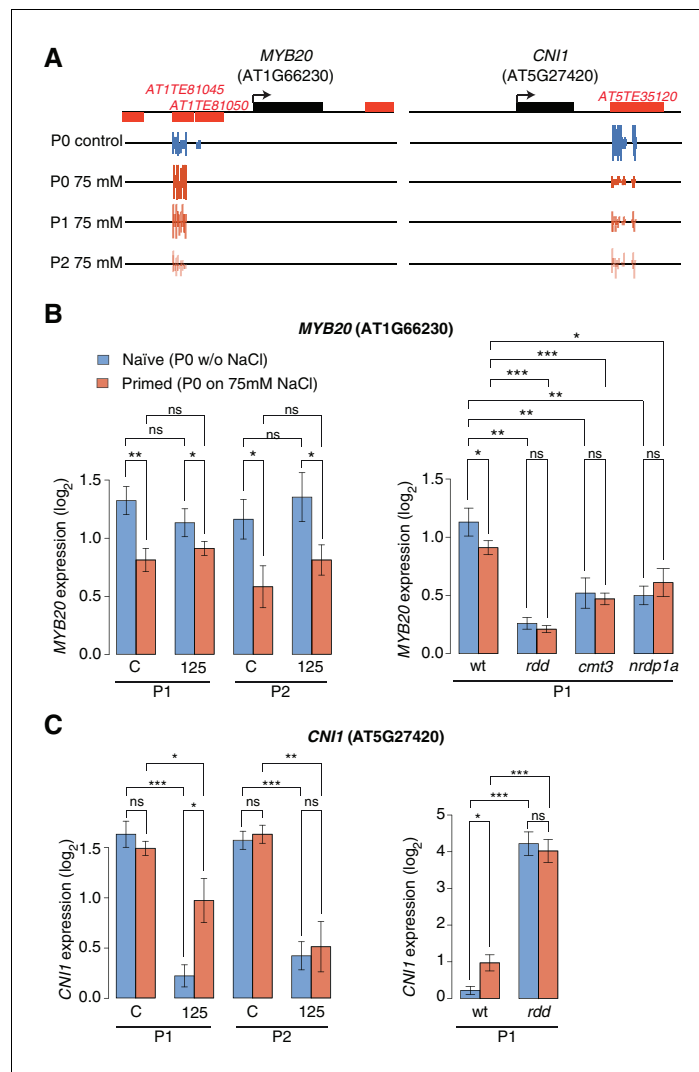 A
MYB20
(AT1G66230)
CNI1
(AT5G27420)
AT1TE81045
AT1TE81050
AT5TE35120
P0 control
P0 75 mM
P1 75 mM
P2 75 mM
B
MYB20 (AT1G66230)
Naïve (P0 w/o NaCl)
Primed (P0 on 75mM NaCl)
ns ns
ns ns
** * * *
MYB20 expression (log2)
1.5
1.0
0.5
0.0
C 125 C 125
P1 P2
*
***
***
**
**
**
* ns ns ns
MYB20 expression (log2)
1.5
1.0
0.5
0.0
wt rdd cmt3 nrdp1a
P1
C
CNI1 (AT5G27420)
* **
*** ***
ns * ns ns
CNI1 expression (log2)
1.5
1.0
0.5
0.0
C 125 C 125
P1 P2
***
***
* ns
CNI1 expression (log2)
5
4
3
2
1
0
wt rdd
P1